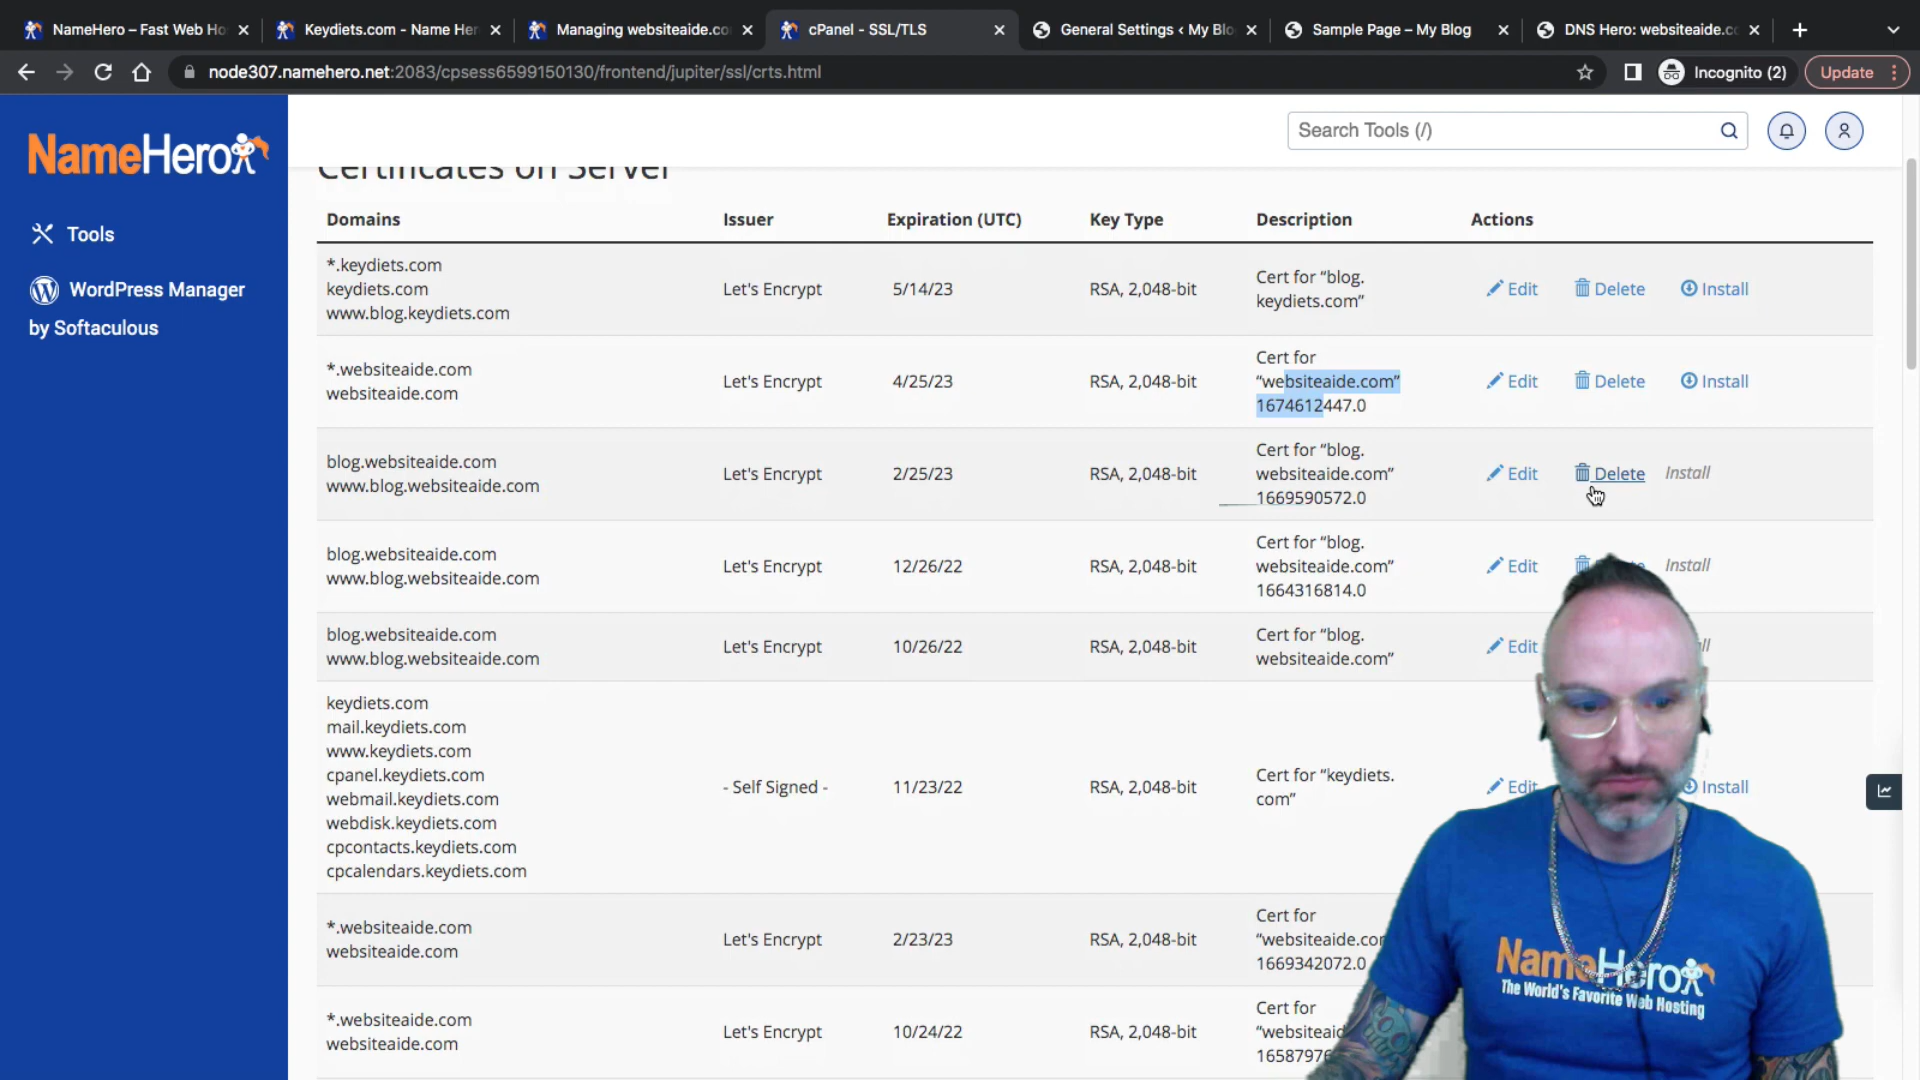 NameHero – Fast Web Ho
Keydiets.com - Name Her
Managing websiteaide.co
cPanel - SSL/TLS
General Settings ‹ My Blo
Sample Page – My Blog
DNS Hero: websiteaide.c
node307.namehero.net:2083/cpsess6599150130/frontend/jupiter/ssl/crts.html
Incognito (2)
Update
NameHero
Search Tools (/)
Tools
WordPress Manager
by Softaculous
Certificates on Server
Domains Issuer Expiration (UTC) Key Type Description Actions
*.keydiets.com
keydiets.com
www.blog.keydiets.com
Let's Encrypt 5/14/23 RSA, 2,048-bit
Cert for “blog.
keydiets.com”
Edit Delete Install
*.websiteaide.com
websiteaide.com
Let's Encrypt 4/25/23 RSA, 2,048-bit
Cert for
“websiteaide.com”
1674612447.0
Edit Delete Install
blog.websiteaide.com
www.blog.websiteaide.com
Let's Encrypt 2/25/23 RSA, 2,048-bit
Cert for “blog.
websiteaide.com”
1669590572.0
Edit Delete Install
blog.websiteaide.com
www.blog.websiteaide.com
Let's Encrypt 12/26/22 RSA, 2,048-bit
Cert for “blog.
websiteaide.com”
1664316814.0
Edit Install
blog.websiteaide.com
www.blog.websiteaide.com
Let's Encrypt 10/26/22 RSA, 2,048-bit
Cert for “blog.
websiteaide.com”
Edit
keydiets.com
mail.keydiets.com
www.keydiets.com
cpanel.keydiets.com
webmail.keydiets.com
webdisk.keydiets.com
cpcontacts.keydiets.com
cpcalendars.keydiets.com
- Self Signed - 11/23/22 RSA, 2,048-bit
Cert for “keydiets.
com”
Edit Install
*.websiteaide.com
websiteaide.com
Let's Encrypt 2/23/23 RSA, 2,048-bit
Cert for
“websiteaide.com
1669342072.0
*.websiteaide.com
websiteaide.com
Let's Encrypt 10/24/22 RSA, 2,048-bit
Cert for
“websiteaid
16587976
NameHero
The World's Favorite Web Hosting